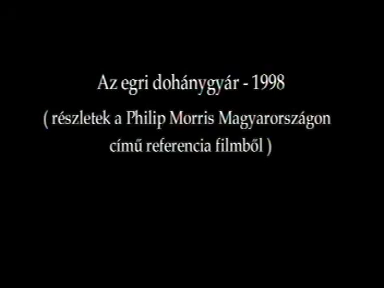 Az egri dohánygyár - 1998
( részletek a Philip Morris Magyarországon
című referencia filmből )